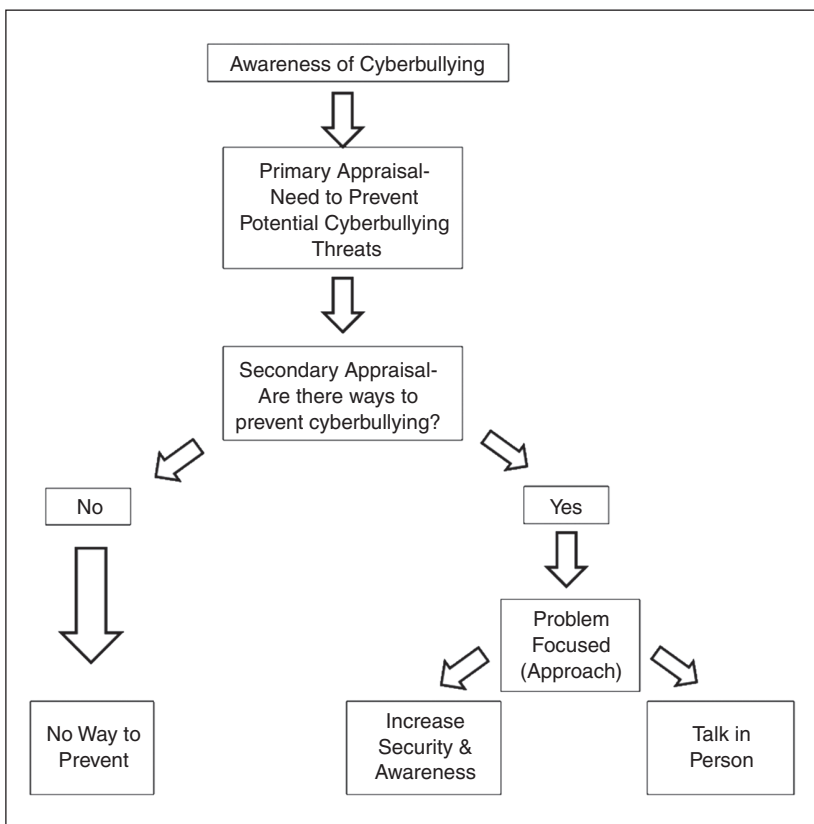 Awareness of Cyberbullying
Primary Appraisal-
Need to Prevent
Potential Cyberbullying
Threats
Secondary Appraisal-
Are there ways to
prevent cyberbullying?
No
Yes
Problem
Focused
(Approach)
No Way to
Prevent
Increase
Security &
Awareness
Talk in
Person